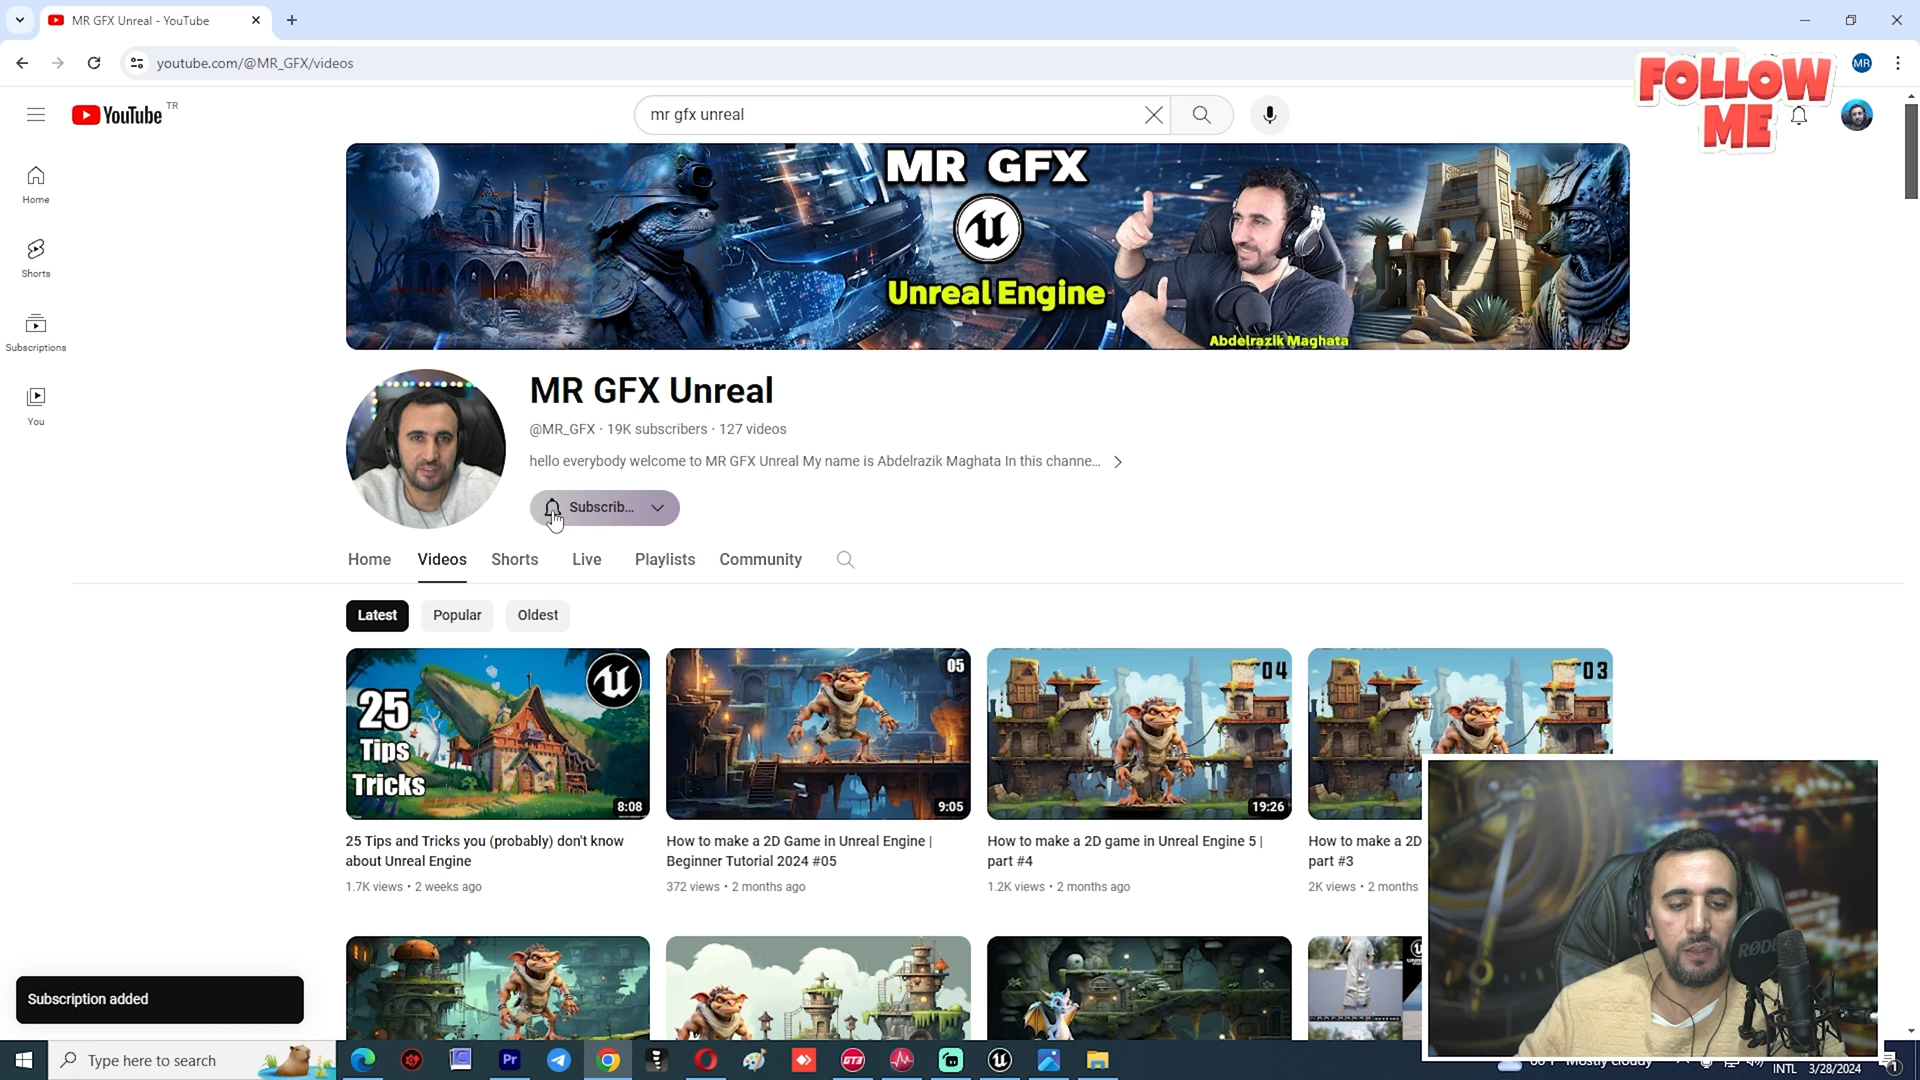 MR GFX Unreal - YouTube
youtube.com/@MR_GFX/videos
MR
FOLLOW
ME
YouTube
TR
mr gfx unreal
Home
Shorts
Subscriptions
You
MR GFX
Unreal Engine
Abdelrazik Maghata
MR GFX Unreal
@MR_GFX · 19K subscribers · 127 videos
hello everybody welcome to MR GFX Unreal My name is Abdelrazik Maghata In this channe...
Subscrib...
Home Videos Shorts Live Playlists Community
Latest Popular Oldest
25
Tips
Tricks
8:08
05
9:05
04
19:26
03
25 Tips and Tricks you (probably) don't know
about Unreal Engine
1.7K views • 2 weeks ago
How to make a 2D Game in Unreal Engine |
Beginner Tutorial 2024 #05
372 views • 2 months ago
How to make a 2D game in Unreal Engine 5 |
part #4
1.2K views • 2 months ago
How to make a 2D
part #3
2K views • 2 months
RØDE
Subscription added
Type here to search
Pr
GT3
Mostly cloudy
INTL
3/28/2024
1